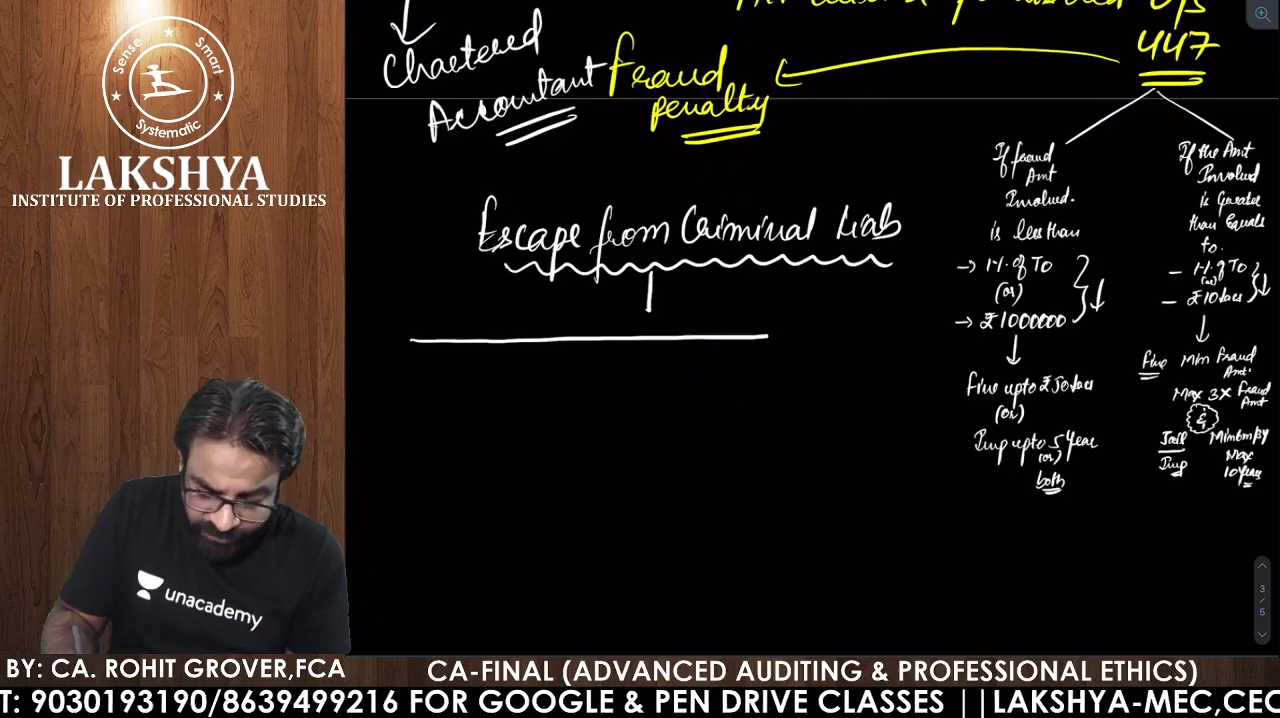 Sense
Smart
Systematic
LAKSHYA
INSTITUTE OF PROFESSIONAL STUDIES
Chartered
Accountant
Fraud
penalty
u/s
447
Escape from Criminal Liab
If fraud
Amt
Involved.
is less than
→ 1% of TO
(or)
→ ₹1000000
Fine upto ₹50 lacs
(or)
Imp upto 5 year
(or)
both
If the Amt
Involved
is Greater
than Equals
to.
- 1% of TO
(or)
- ₹10 lacs
Fine Min Fraud
Amt.
Max 3X Fraud
Amt
&
Jail
Imp
Min 6m
Max
10 year
unacademy
3
/
5
BY: CA. ROHIT GROVER,FCA
CA-FINAL (ADVANCED AUDITING & PROFESSIONAL ETHICS)
T: 9030193190/8639499216 FOR GOOGLE & PEN DRIVE CLASSES ||LAKSHYA-MEC,CEC